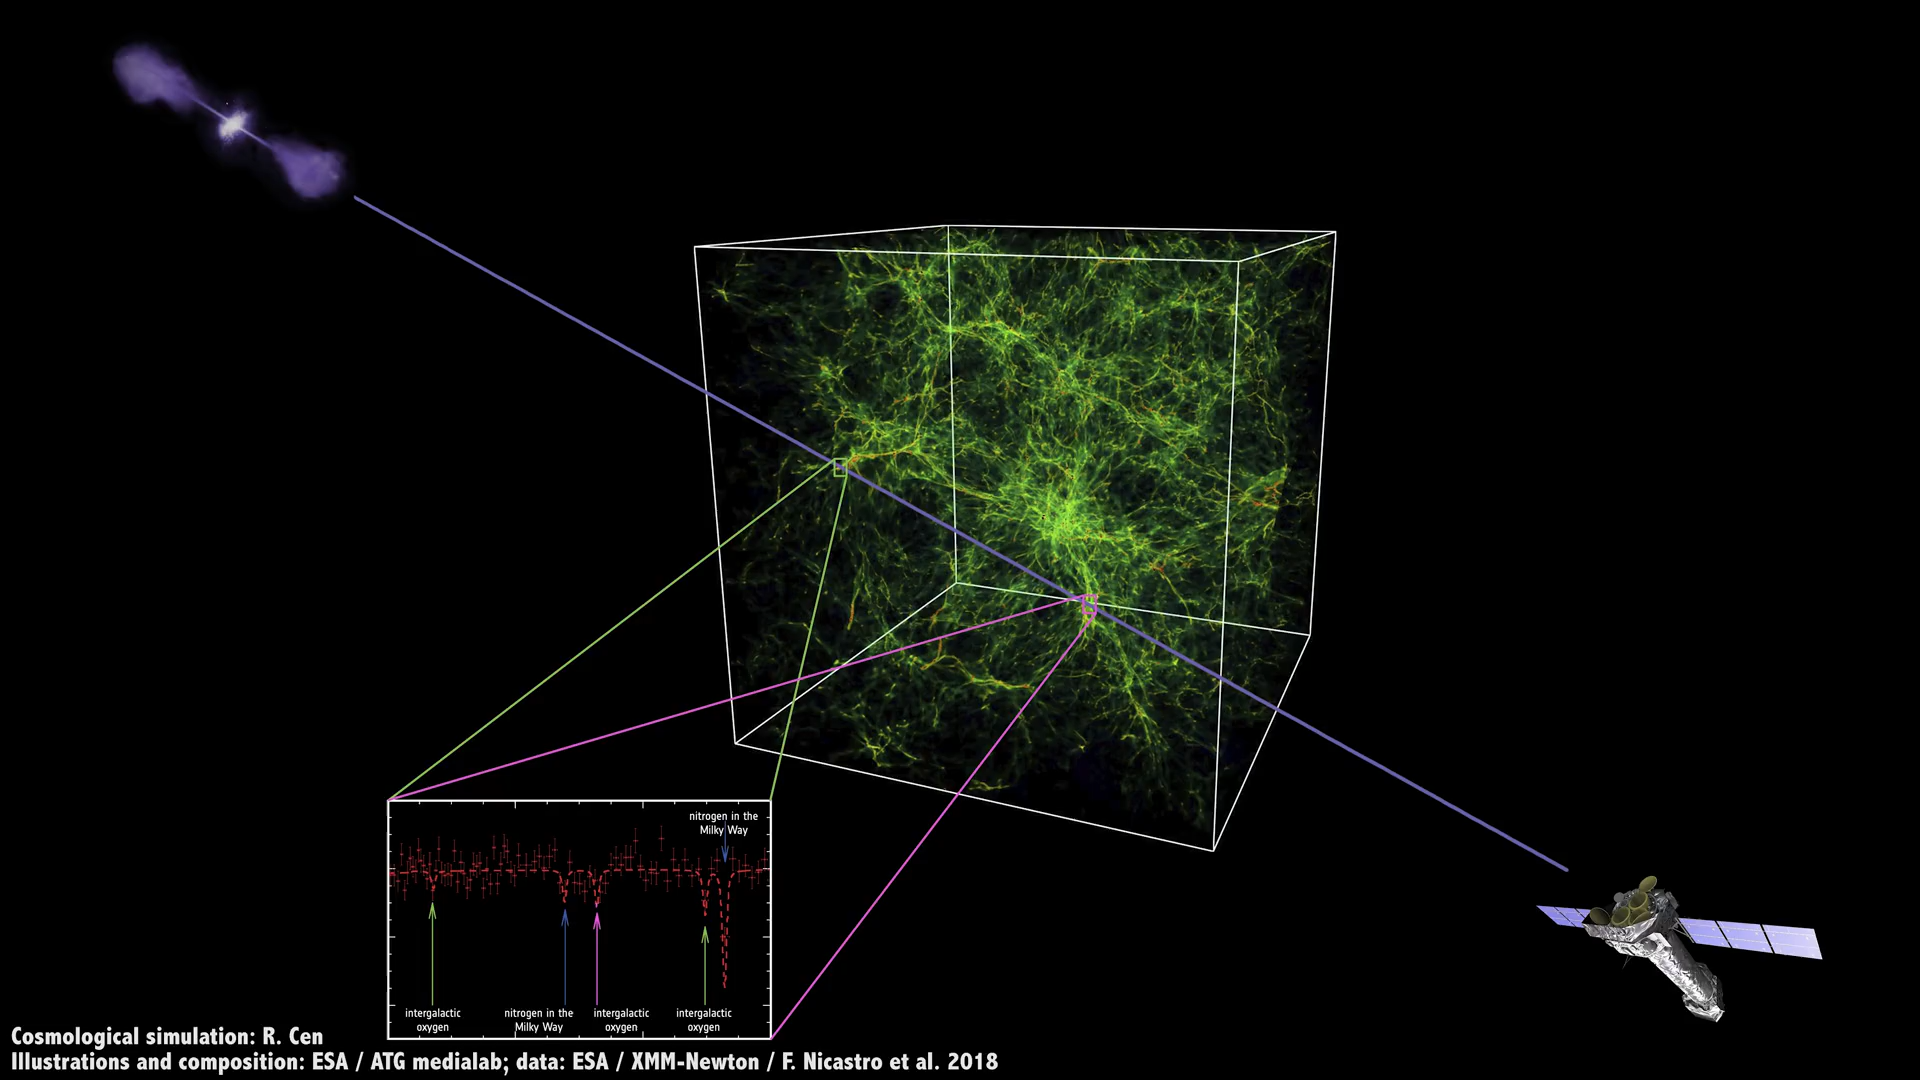 nitrogen in the
Milky Way
intergalactic
oxygen
nitrogen in the
Milky Way
intergalactic
oxygen
intergalactic
oxygen
Cosmological simulation: R. Cen
Illustrations and composition: ESA / ATG medialab; data: ESA / XMM-Newton / F. Nicastro et al. 2018